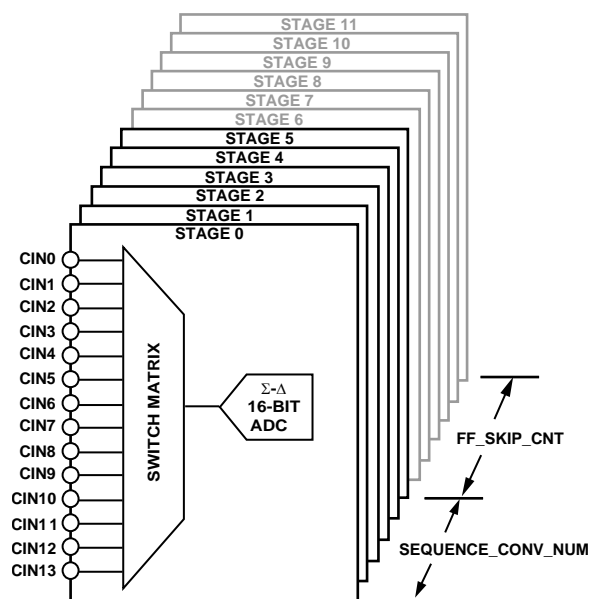 STAGE 11
STAGE 10
STAGE 9
STAGE 8
STAGE 7
STAGE 6
STAGE 5
STAGE 4
STAGE 3
STAGE 2
STAGE 1
STAGE 0
CIN0
CIN1
CIN2
CIN3
CIN4
CIN5
CIN6
CIN7
CIN8
CIN9
CIN10
CIN11
CIN12
CIN13
SWITCH MATRIX
Σ-Δ
16-BIT
ADC
FF_SKIP_CNT
SEQUENCE_CONV_NUM